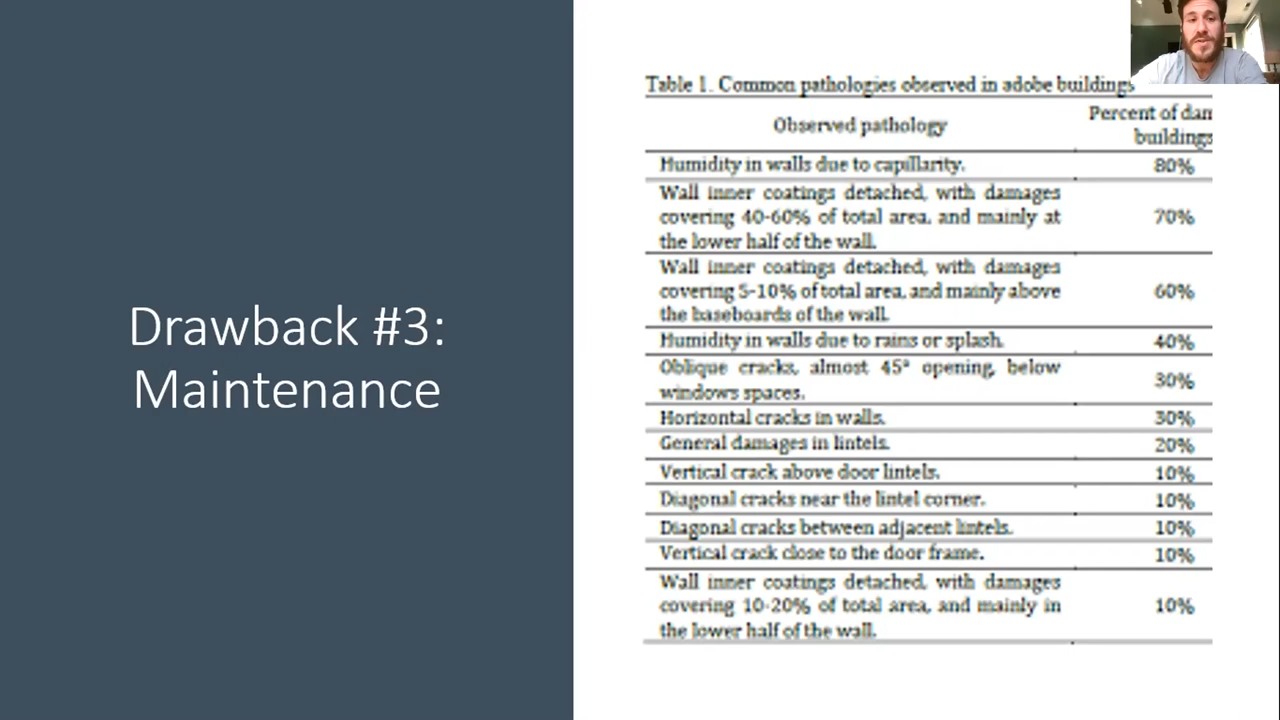 Drawback #3:
Maintenance
Table 1. Common pathologies observed in adobe buildings
Observed pathology
Percent of dam
buildings
Humidity in walls due to capillarity.
80%
Wall inner coatings detached, with damages
covering 40-60% of total area, and mainly at
the lower half of the wall.
70%
Wall inner coatings detached, with damages
covering 5-10% of total area, and mainly above
the baseboards of the wall.
60%
Humidity in walls due to rains or splash.
40%
Oblique cracks, almost 45° opening, below
windows spaces.
30%
Horizontal cracks in walls.
30%
General damages in lintels.
20%
Vertical crack above door lintels.
10%
Diagonal cracks near the lintel corner.
10%
Diagonal cracks between adjacent lintels.
10%
Vertical crack close to the door frame.
10%
Wall inner coatings detached, with damages
covering 10-20% of total area, and mainly in
the lower half of the wall.
10%